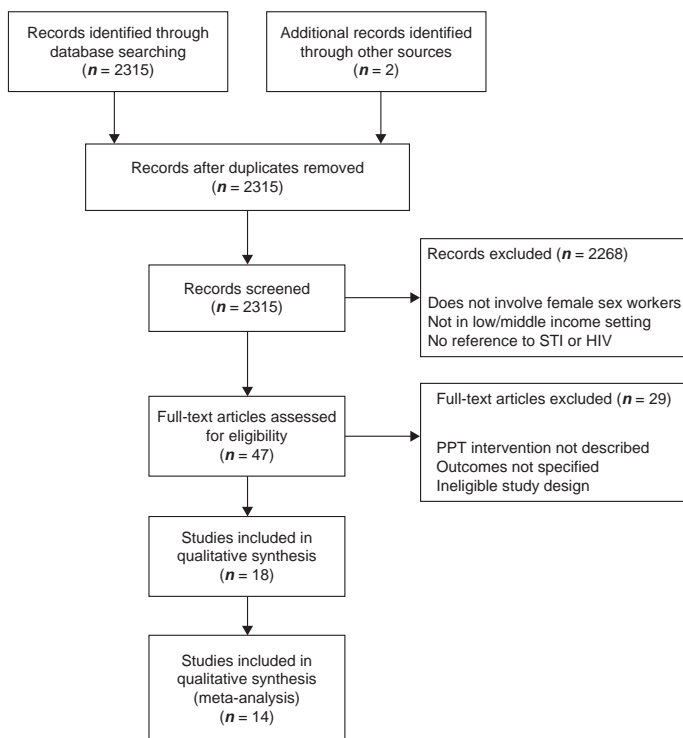 Records identified through
database searching
(n = 2315)
Additional records identified
through other sources
(n = 2)
Records after duplicates removed
(n = 2315)
Records screened
(n = 2315)
Records excluded (n = 2268)
Does not involve female sex workers
Not in low/middle income setting
No reference to STI or HIV
Full-text articles assessed
for eligibility
(n = 47)
Full-text articles excluded (n = 29)
PPT intervention not described
Outcomes not specified
Ineligible study design
Studies included in
qualitative synthesis
(n = 18)
Studies included in
qualitative synthesis
(meta-analysis)
(n = 14)